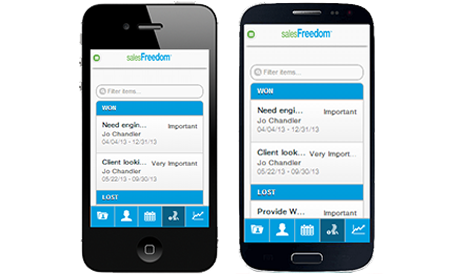 salesFreedom
Filter items...
WON
Need engi... Important
Jo Chandler
04/04/13 - 12/31/13
Client looki... Very Important
Jo Chandler
05/22/13 - 09/30/13
LOST
salesFreedom
Filter items...
WON
Need engi... Important
Jo Chandler
04/04/13 - 12/31/13
Client look... Very Import...
Jo Chandler
05/22/13 - 09/30/13
LOST
Provide W... Important